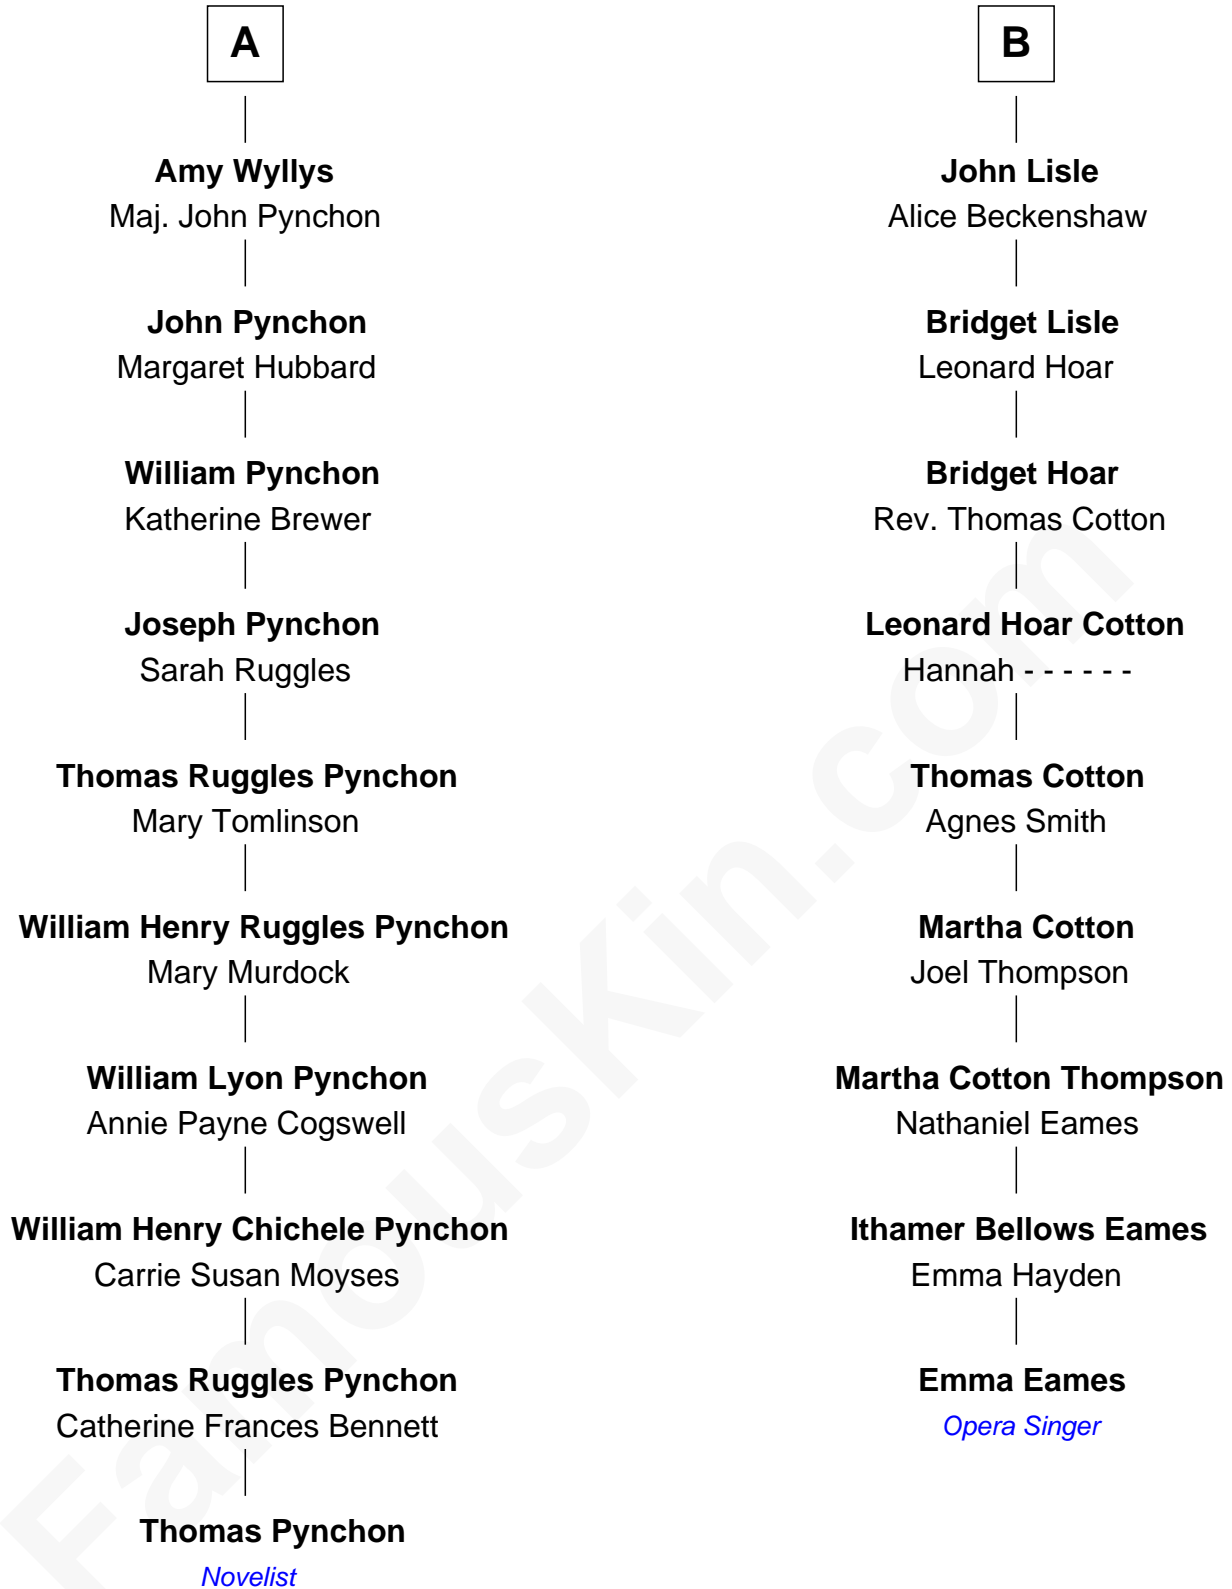 A
Amy Wyllys
Maj. John Pynchon
John Pynchon
Margaret Hubbard
William Pynchon
Katherine Brewer
Joseph Pynchon
Sarah Ruggles
Thomas Ruggles Pynchon
Mary Tomlinson
William Henry Ruggles Pynchon
Mary Murdock
William Lyon Pynchon
Annie Payne Cogswell
William Henry Chichele Pynchon
Carrie Susan Moyses
Thomas Ruggles Pynchon
Catherine Frances Bennett
Thomas Pynchon
Novelist
B
John Lisle
Alice Beckenshaw
Bridget Lisle
Leonard Hoar
Bridget Hoar
Rev. Thomas Cotton
Leonard Hoar Cotton
Hannah - - - - - -
Thomas Cotton
Agnes Smith
Martha Cotton
Joel Thompson
Martha Cotton Thompson
Nathaniel Eames
Ithamer Bellows Eames
Emma Hayden
Emma Eames
Opera Singer
FamousKin.com